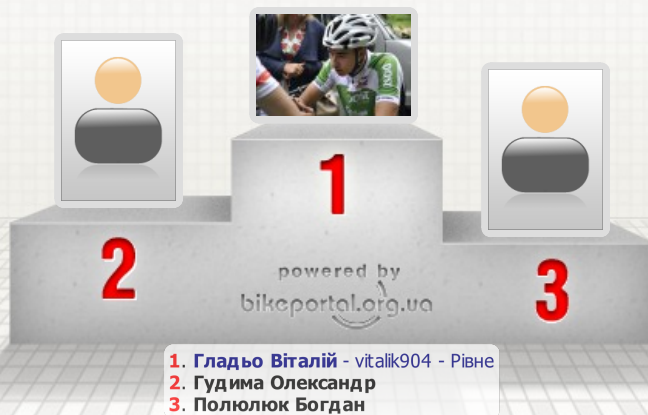 1
2
3
powered by
bikeportal.org.ua
1. Гладьо Віталій - vitalik904 - Рівне
2. Гудима Олександр
3. Полюлюк Богдан